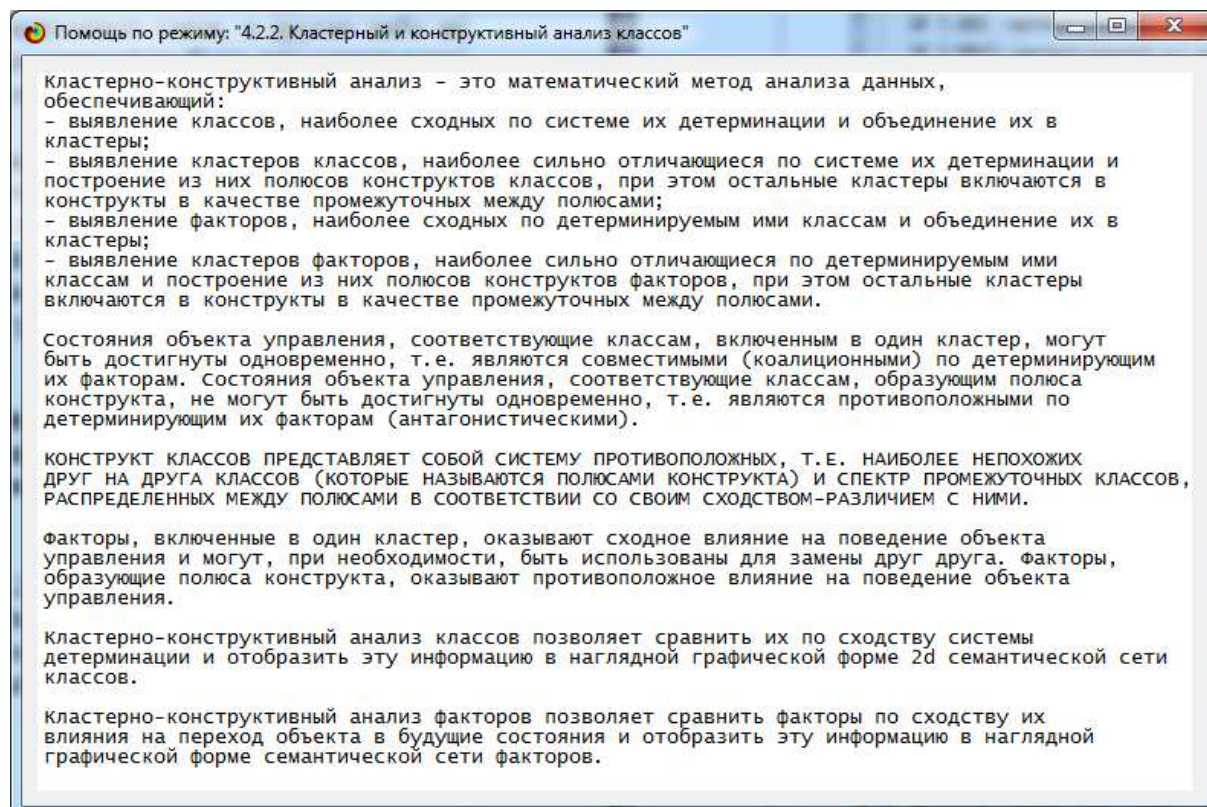 Помощь по режиму: "4.2.2. Кластерный и конструктивный анализ классов"
Кластерно-конструктивный анализ - это математический метод анализа данных,
обеспечивающий:
- выявление классов, наиболее сходных по системе их детерминации и объединение их в
кластеры;
- выявление кластеров классов, наиболее сильно отличающиеся по системе их детерминации и
построение из них полюсов конструктов классов, при этом остальные кластеры включаются в
конструкты в качестве промежуточных между полюсами;
- выявление факторов, наиболее сходных по детерминируемым ими классам и объединение их в
кластеры;
- выявление кластеров факторов, наиболее сильно отличающиеся по детерминируемым ими
классам и построение из них полюсов конструктов факторов, при этом остальные кластеры
включаются в конструкты в качестве промежуточных между полюсами.
Состояния объекта управления, соответствующие классам, включенным в один кластер, могут
быть достигнуты одновременно, т.е. являются совместимыми (коалиционными) по детерминирующим
их факторам. Состояния объекта управления, соответствующие классам, образующим полюса
конструкта, не могут быть достигнуты одновременно, т.е. являются противоположными по
детерминирующим их факторам (антагонистическими).
КОНСТРУКТ КЛАССОВ ПРЕДСТАВЛЯЕТ СОБОЙ СИСТЕМУ ПРОТИВОПОЛОЖНЫХ, Т.Е. НАИБОЛЕЕ НЕПОХОЖИХ
ДРУГ НА ДРУГА КЛАССОВ (КОТОРЫЕ НАЗЫВАЮТСЯ ПОЛЮСАМИ КОНСТРУКТА) И СПЕКТР ПРОМЕЖУТОЧНЫХ КЛАССОВ,
РАСПРЕДЕЛЕННЫХ МЕЖДУ ПОЛЮСАМИ В СООТВЕТСТВИИ СО СВОИМ СХОДСТВОМ-РАЗЛИЧИЕМ С НИМИ.
Факторы, включенные в один кластер, оказывают сходное влияние на поведение объекта
управления и могут, при необходимости, быть использованы для замены друг друга. Факторы,
образующие полюса конструкта, оказывают противоположное влияние на поведение объекта
управления.
Кластерно-конструктивный анализ классов позволяет сравнить их по сходству системы
детерминации и отобразить эту информацию в наглядной графической форме 2d семантической сети
классов.
Кластерно-конструктивный анализ факторов позволяет сравнить факторы по сходству их
влияния на переход объекта в будущие состояния и отобразить эту информацию в наглядной
графической форме семантической сети факторов.